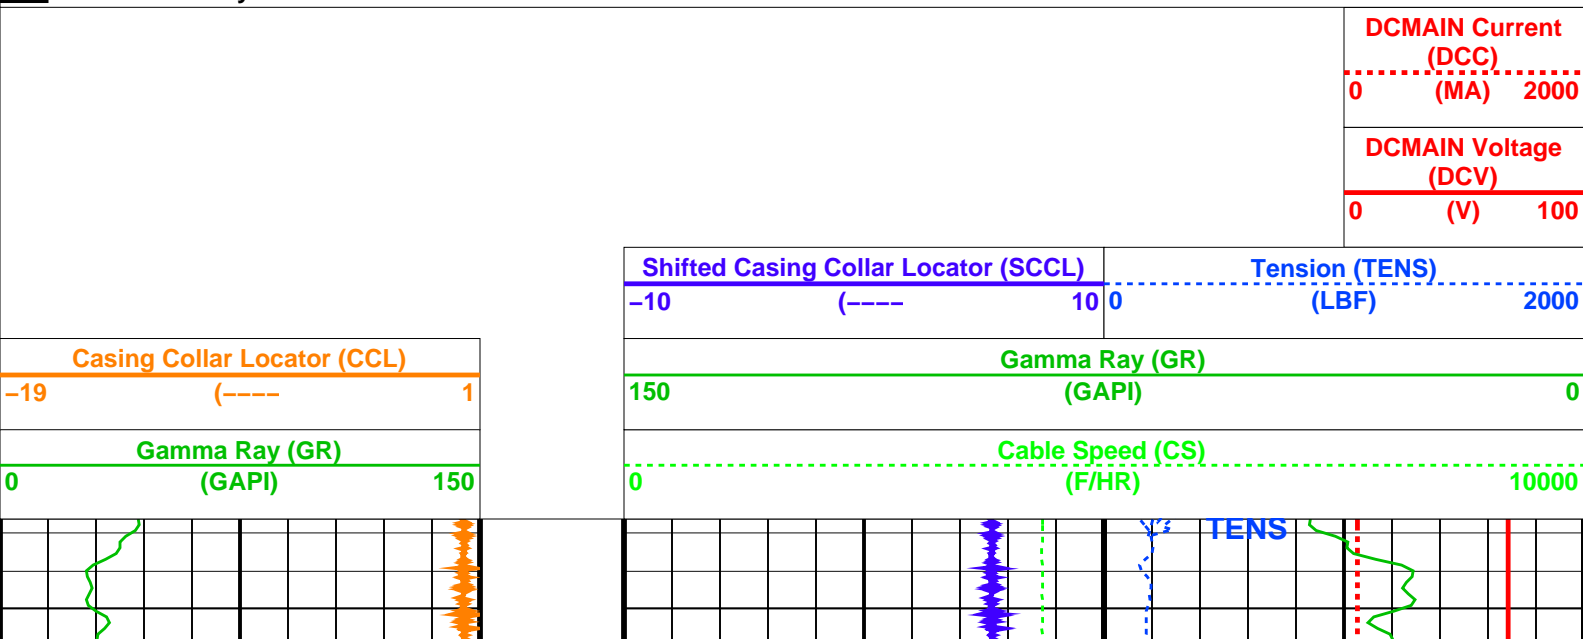 DCMAIN Current
(DCC)
0 (MA) 2000
DCMAIN Voltage
(DCV)
0 (V) 100
Shifted Casing Collar Locator (SCCL)
−10 (−−−− 10
Tension (TENS)
0 (LBF) 2000
Casing Collar Locator (CCL)
−19 (−−−− 1
Gamma Ray (GR)
150 (GAPI) 0
Gamma Ray (GR)
0 (GAPI) 150
Cable Speed (CS)
0 (F/HR) 10000
TENS